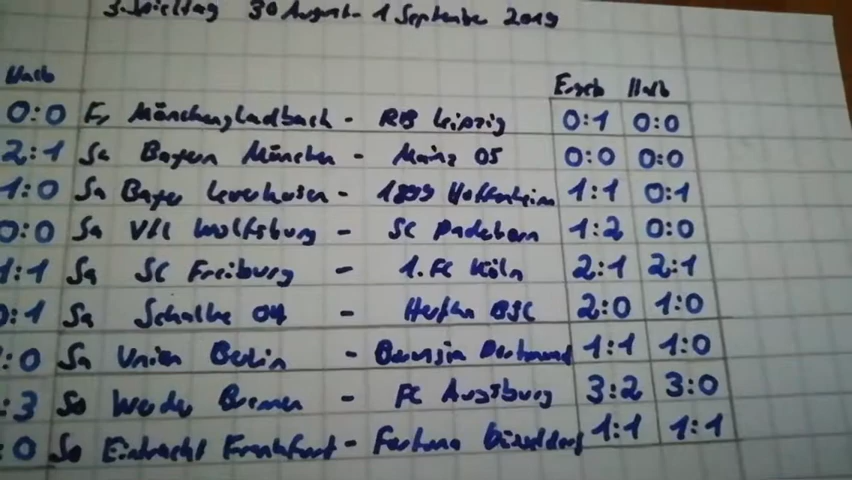 3. Spieltag 30 August - 1 September 2019
Halb Ergeb Halb
0:0 Fr Mönchengladbach - RB Leipzig 0:1 0:0
2:1 Sa Bayern München - Mainz 05 0:0 0:0
1:0 Sa Bayer Leverkusen - 1899 Hoffenheim 1:1 0:1
0:0 Sa VfL Wolfsburg - SC Paderborn 1:2 0:0
1:1 Sa SC Freiburg - 1. FC Köln 2:1 2:1
0:1 Sa Schalke 04 - Hertha BSC 2:0 1:0
:0 Sa Union Berlin - Borussia Dortmund 1:1 1:0
:3 So Werder Bremen - FC Augsburg 3:2 3:0
:0 So Eintracht Frankfurt - Fortuna Düsseldorf 1:1 1:1